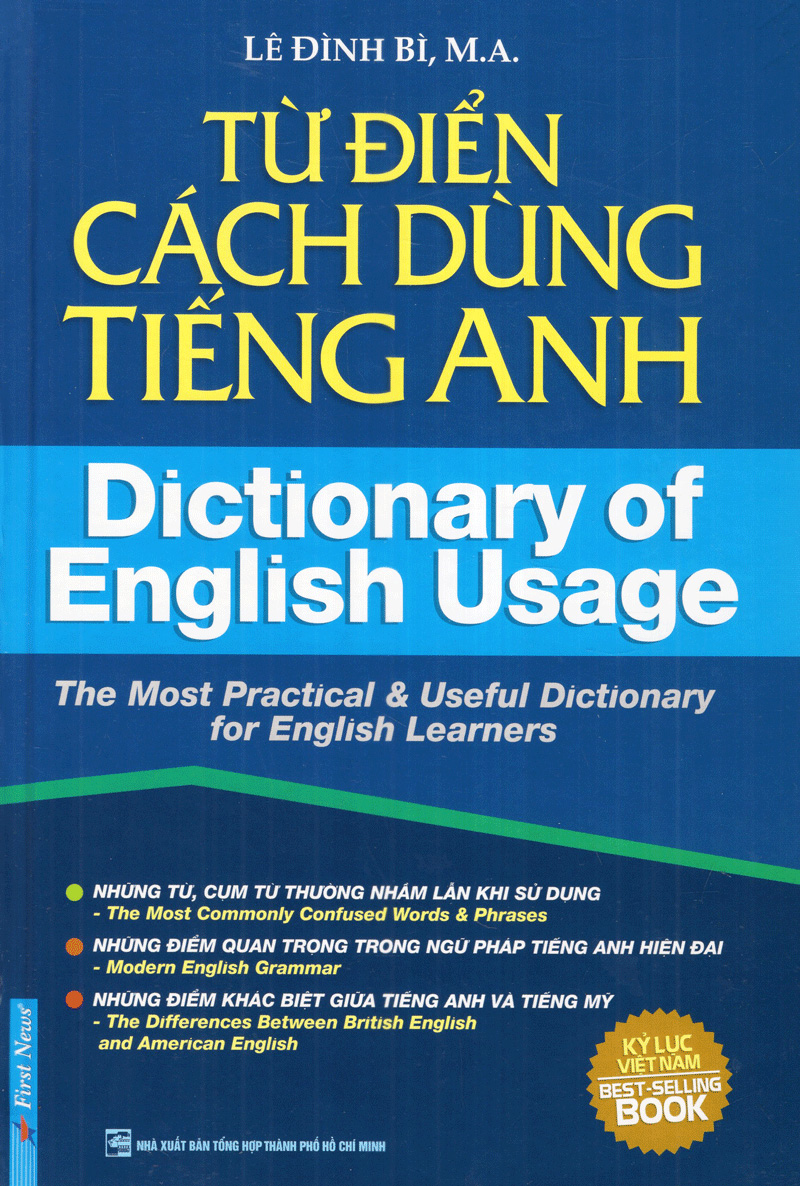 LÊ ĐÌNH BÌ, M.A.
TỪ ĐIỂN
CÁCH DÙNG
TIẾNG ANH
Dictionary of
English Usage
The Most Practical & Useful Dictionary
for English Learners
NHỮNG TỪ, CỤM TỪ THƯỜNG NHẦM LẪN KHI SỬ DỤNG
- The Most Commonly Confused Words & Phrases
NHỮNG ĐIỂM QUAN TRỌNG TRONG NGỮ PHÁP TIẾNG ANH HIỆN ĐẠI
- Modern English Grammar
NHỮNG ĐIỂM KHÁC BIỆT GIỮA TIẾNG ANH VÀ TIẾNG MỸ
- The Differences Between British English
and American English
First News®
KỶ LỤC
VIỆT NAM
BEST-SELLING
BOOK
NHÀ XUẤT BẢN TỔNG HỢP THÀNH PHỐ HỒ CHÍ MINH